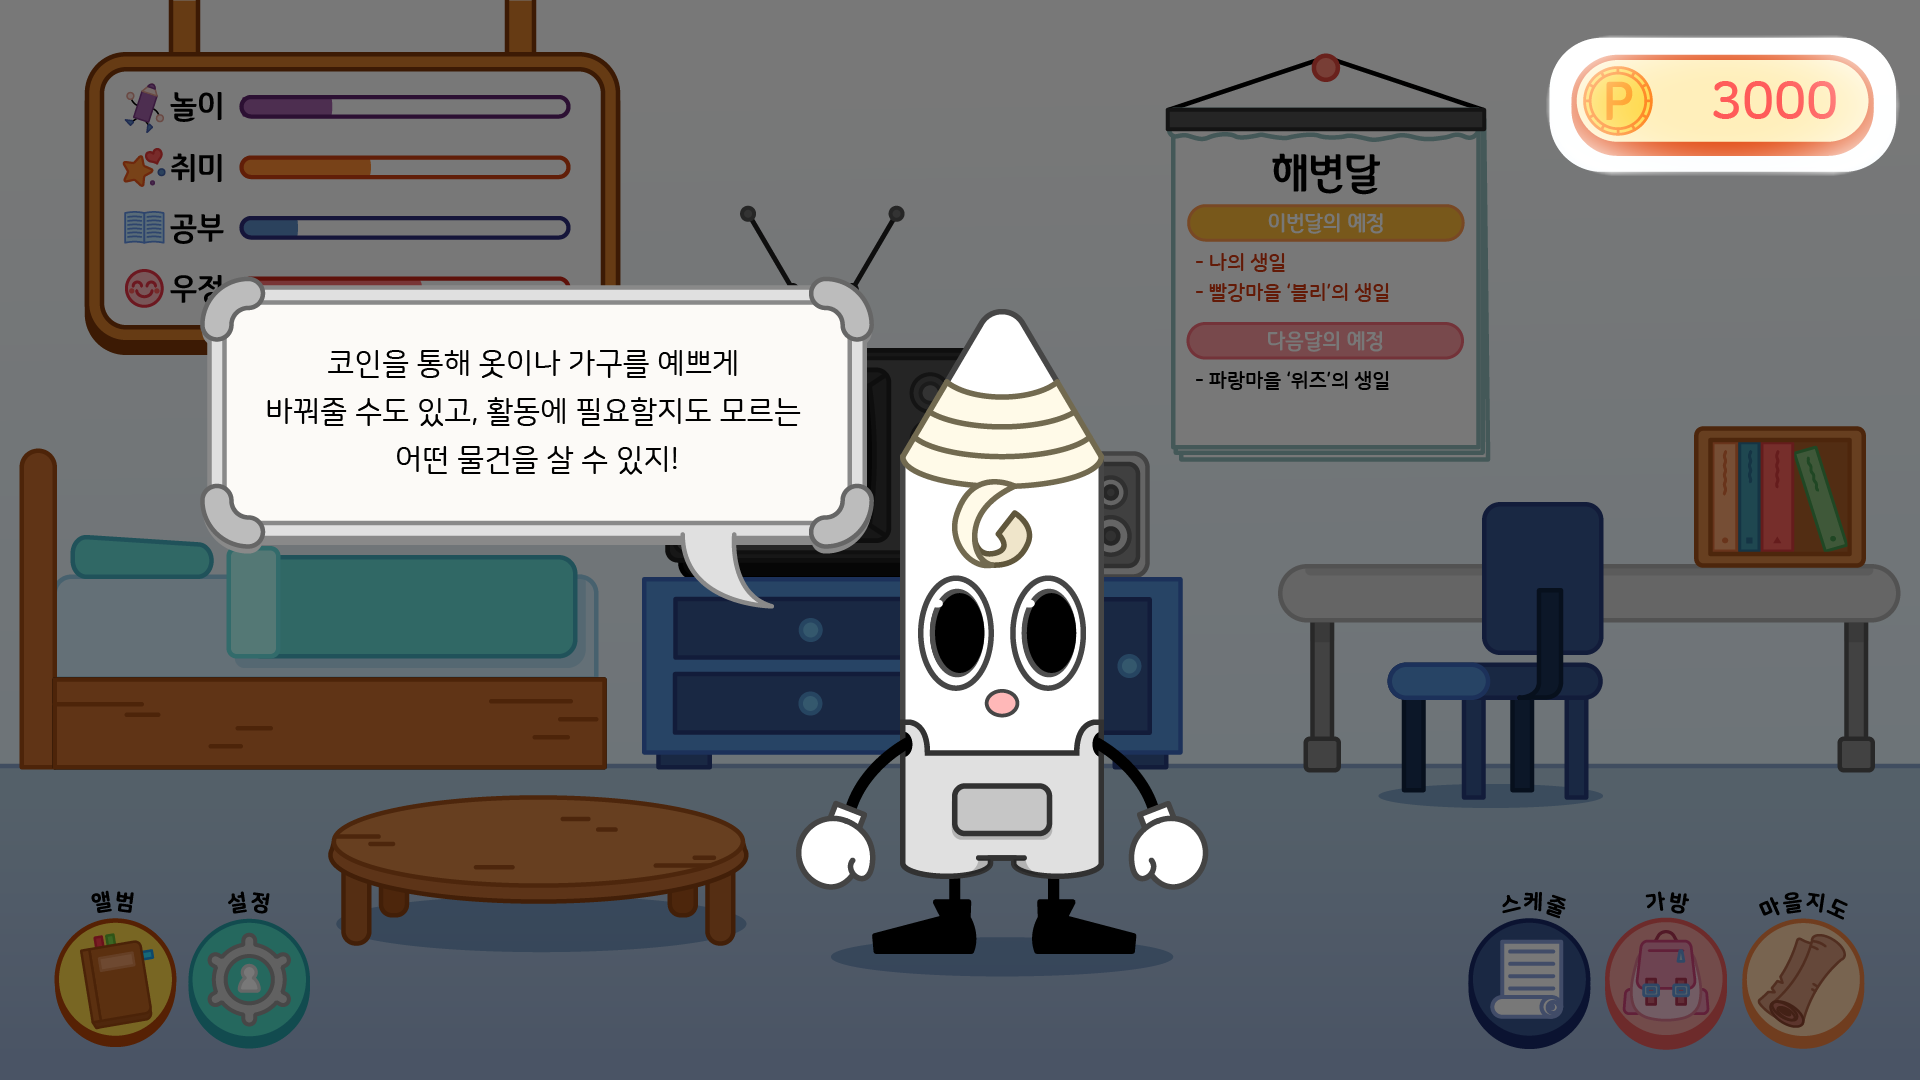 놀이
취미
공부
우정
P 3000
해변달
이번달의 예정
- 나의 생일
- 빨강마을 ‘블리’의 생일
다음달의 예정
- 파랑마을 ‘위즈’의 생일
코인을 통해 옷이나 가구를 예쁘게
바꿔줄 수도 있고, 활동에 필요할지도 모르는
어떤 물건을 살 수 있지!
앨범
설정
스케줄
가방
마을지도